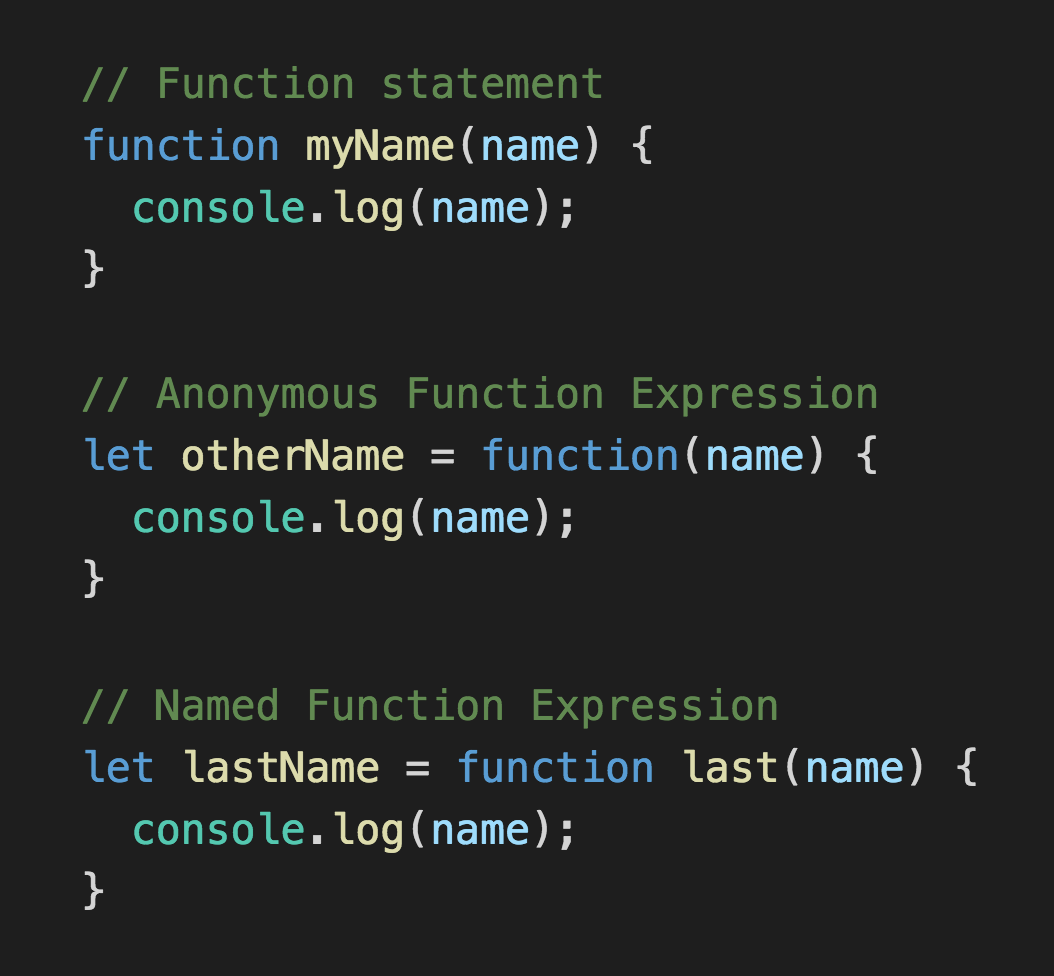 // Function statement
function myName(name) {
  console.log(name);
}
// Anonymous Function Expression
let otherName = function(name) {
  console.log(name);
}
// Named Function Expression
let lastName = function last(name) {
  console.log(name);
}